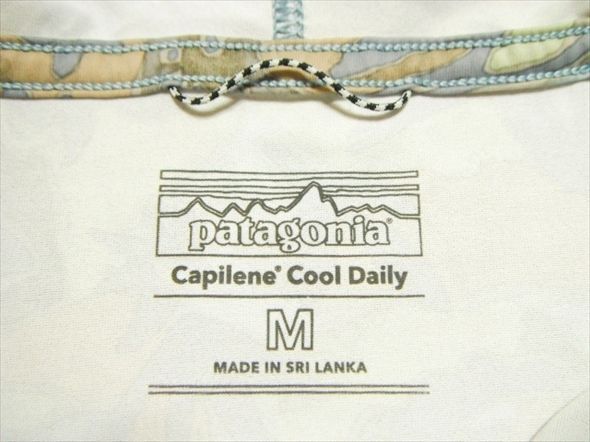 patagonia®
Capilene® Cool Daily
M
MADE IN SRI LANKA